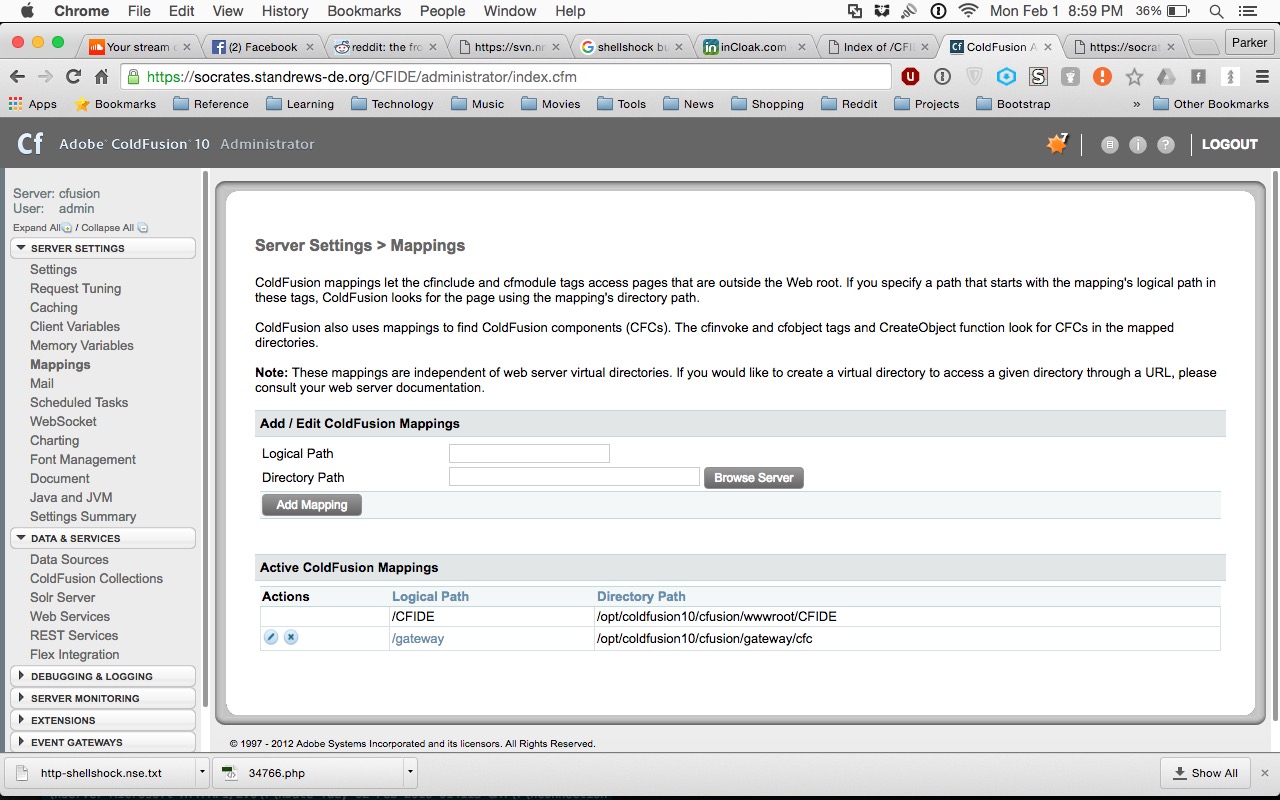 Chrome File Edit View History Bookmarks People Window Help Mon Feb 1 8:59 PM 36%
Your stream (2) Facebook reddit: the fro https://svn.nm shellshock bu inCloak.com Index of /CFI ColdFusion A https://socrat Parker
https://socrates.standrews-de.org/CFIDE/administrator/index.cfm
Apps Bookmarks Reference Learning Technology Music Movies Tools News Shopping Reddit Projects Bootstrap » Other Bookmarks
Cf Adobe ColdFusion 10 Administrator 7 LOGOUT
Server: cfusion
User: admin
Expand All / Collapse All
SERVER SETTINGS
Settings
Request Tuning
Caching
Client Variables
Memory Variables
Mappings
Mail
Scheduled Tasks
WebSocket
Charting
Font Management
Document
Java and JVM
Settings Summary
DATA & SERVICES
Data Sources
ColdFusion Collections
Solr Server
Web Services
REST Services
Flex Integration
DEBUGGING & LOGGING
SERVER MONITORING
EXTENSIONS
EVENT GATEWAYS
Server Settings > Mappings
ColdFusion mappings let the cfinclude and cfmodule tags access pages that are outside the Web root. If you specify a path that starts with the mapping's logical path in
these tags, ColdFusion looks for the page using the mapping's directory path.
ColdFusion also uses mappings to find ColdFusion components (CFCs). The cfinvoke and cfobject tags and CreateObject function look for CFCs in the mapped
directories.
Note: These mappings are independent of web server virtual directories. If you would like to create a virtual directory to access a given directory through a URL, please
consult your web server documentation.
Add / Edit ColdFusion Mappings
Logical Path
Directory Path Browse Server
Add Mapping
Active ColdFusion Mappings
Actions Logical Path Directory Path
/CFIDE /opt/coldfusion10/cfusion/wwwroot/CFIDE
/gateway /opt/coldfusion10/cfusion/gateway/cfc
© 1997 - 2012 Adobe Systems Incorporated and its licensors. All Rights Reserved.
http-shellshock.nse.txt 34766.php Show All